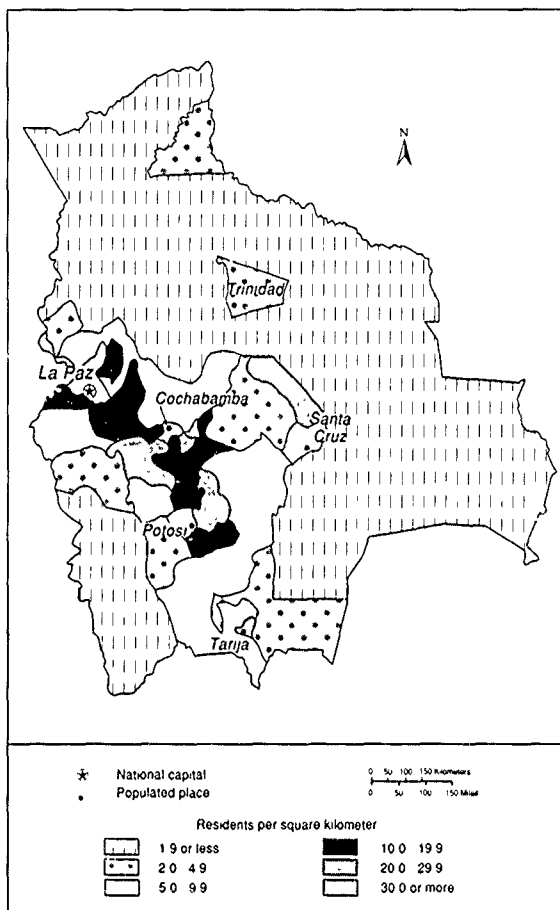 N
Trinidad
La Paz
Cochabamba
Santa
Cruz
Potosi
Tarija
National capital
Populated place
0 50 100 150 Kilometers
0 50 100 150 Miles
Residents per square kilometer
1 9 or less
2 0 4 9
5 0 9 9
10 0 19 9
20 0 29 9
30 0 or more